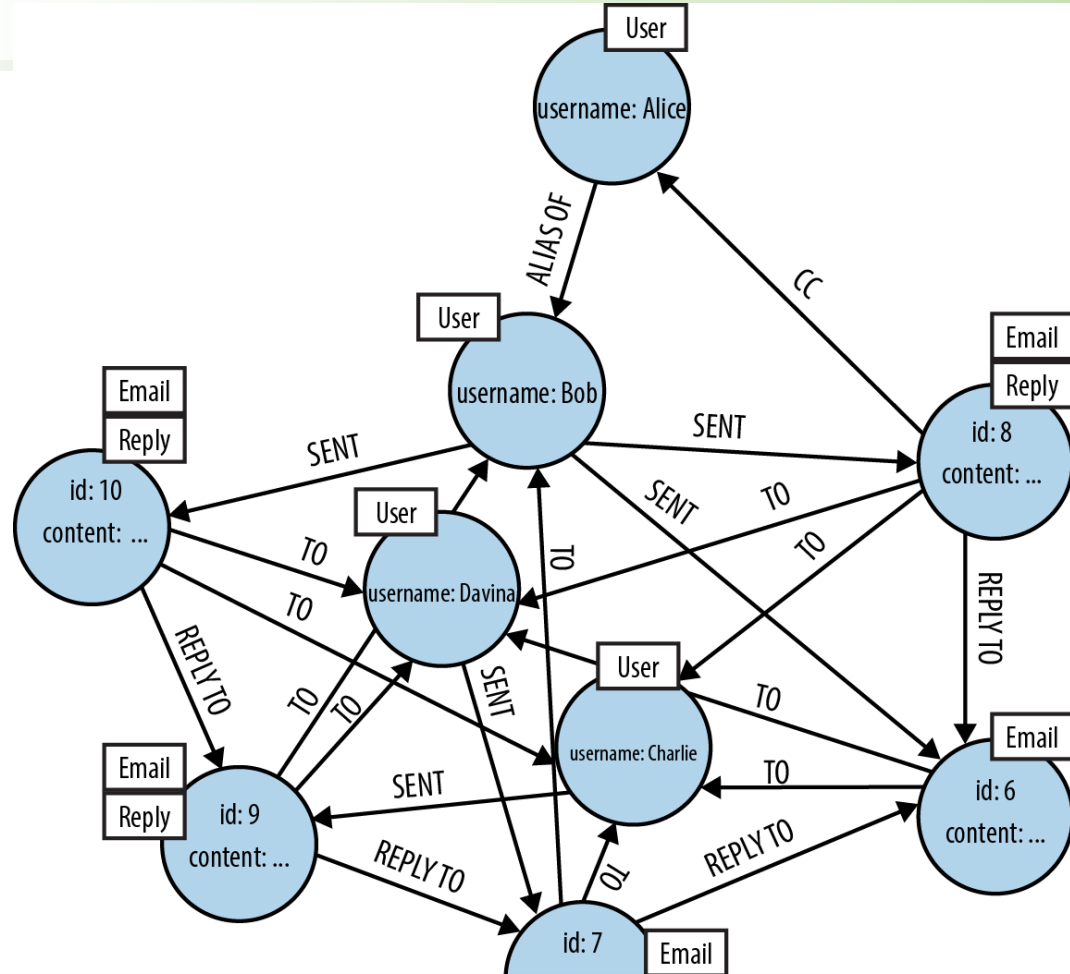 User
username: Alice
ALIAS OF
CC
User
username: Bob
Email
Reply
id: 8
content: ...
Email
Reply
id: 10
content: ...
SENT
SENT
SENT
TO
TO
User
username: Davina
TO
TO
TO
REPLY TO
REPLY TO
TO
TO
SENT
User
username: Charlie
TO
TO
Email
id: 6
content: ...
Email
Reply
id: 9
content: ...
SENT
REPLY TO
TO
REPLY TO
id: 7
Email